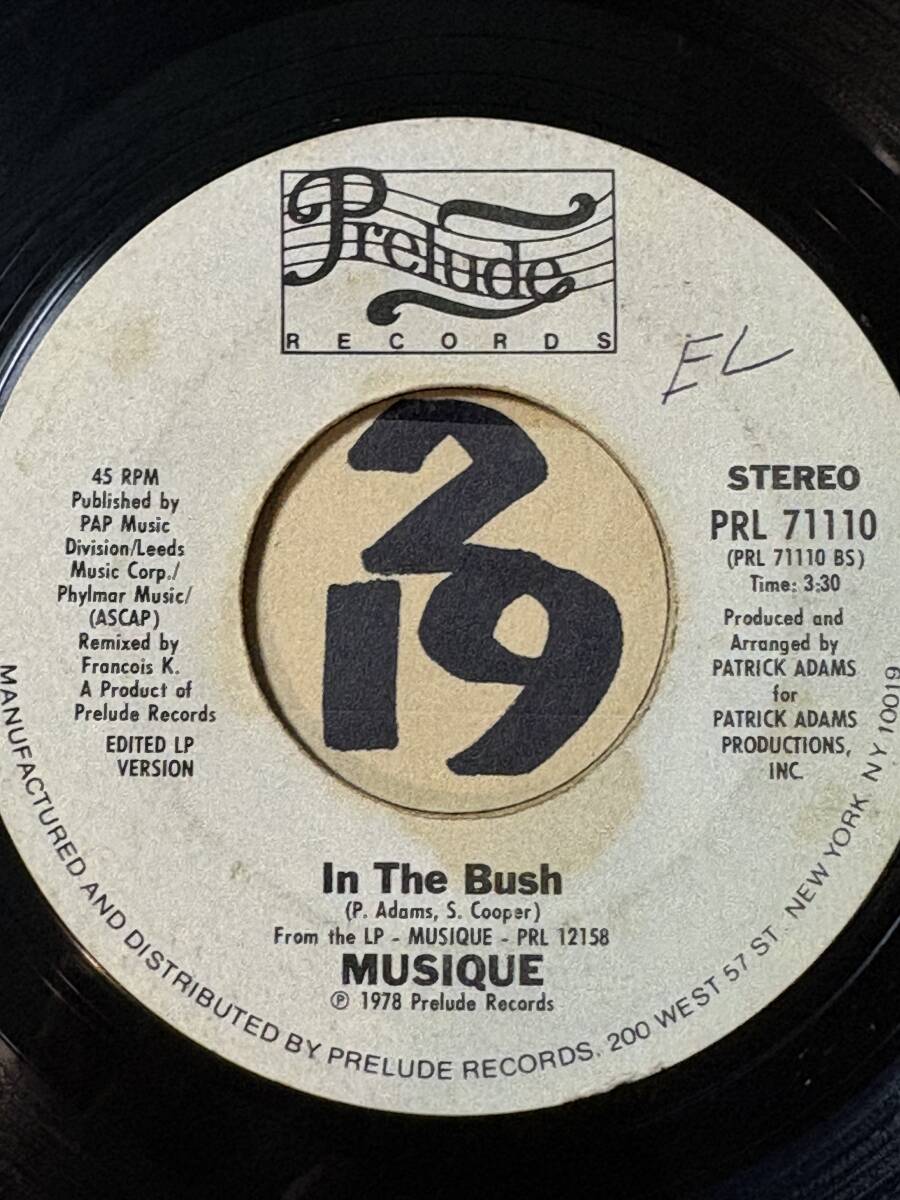 Prelude
RECORDS
EL
45 RPM
Published by
PAP Music
Division/Leeds
Music Corp./
Phylmar Music/
(ASCAP)
Remixed by
Francois K.
A Product of
Prelude Records
EDITED LP
VERSION
219
STEREO
PRL 71110
(PRL 71110 BS)
Time: 3:30
Produced and
Arranged by
PATRICK ADAMS
for
PATRICK ADAMS
PRODUCTIONS,
INC.
In The Bush
(P. Adams, S. Cooper)
From the LP - MUSIQUE - PRL 12158
MUSIQUE
℗ 1978 Prelude Records
MANUFACTURED AND DISTRIBUTED BY PRELUDE RECORDS, 200 WEST 57 ST. NEW YORK N Y 10019